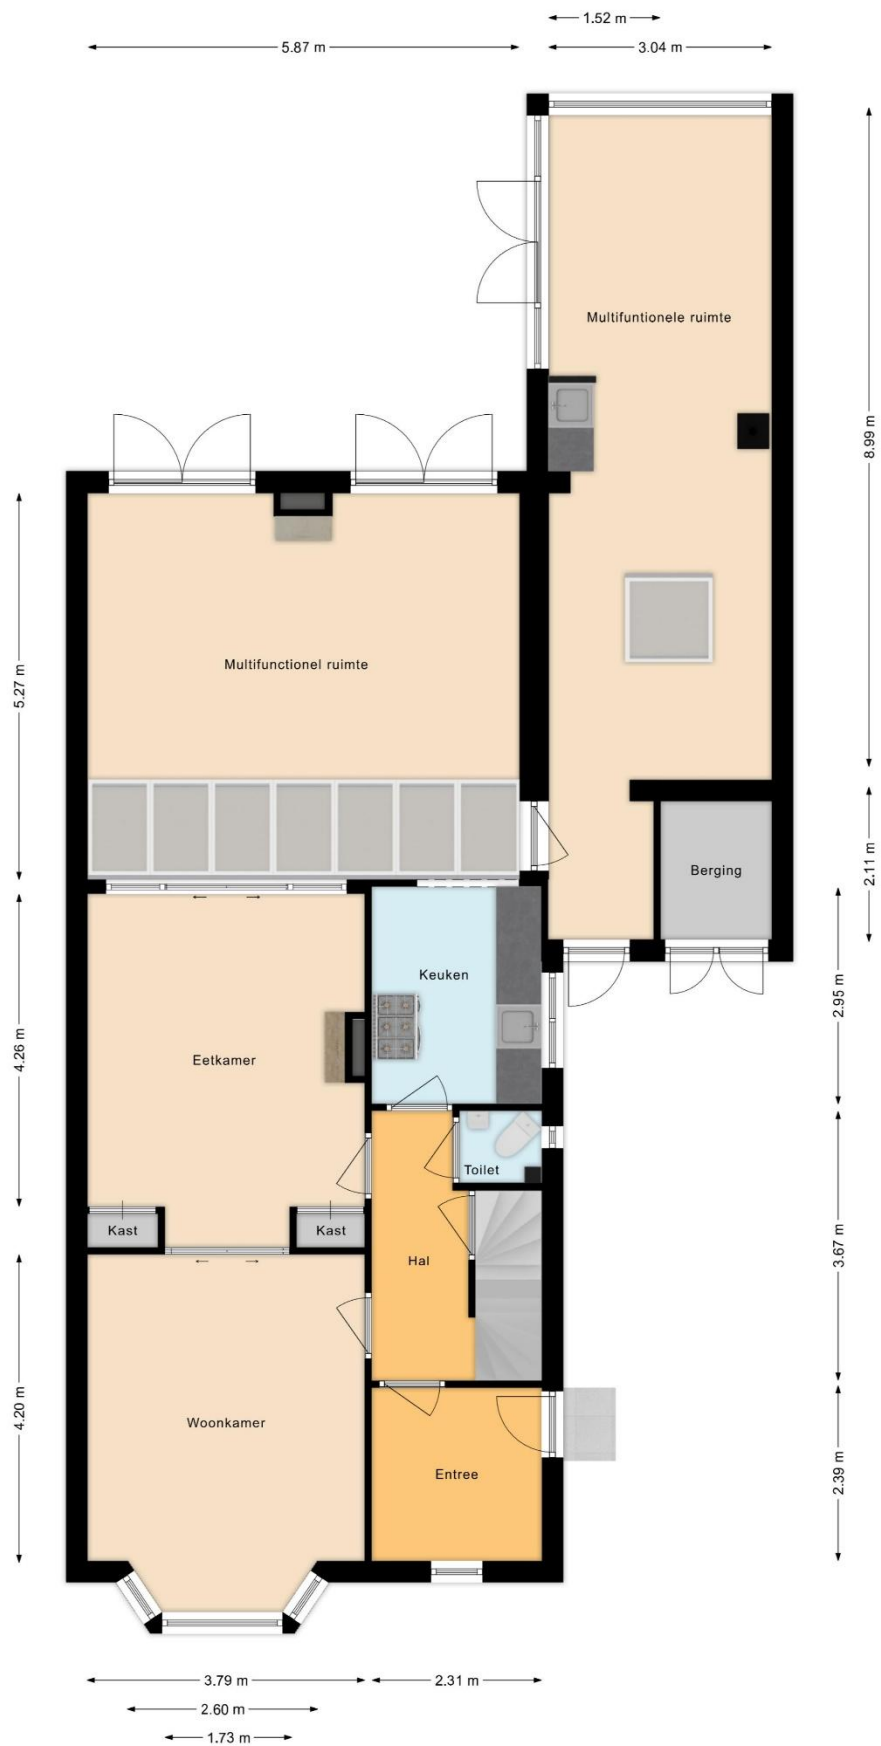 1.52 m
5.87 m
3.04 m
Multifuntionele ruimte
8.99 m
Multifunctionel ruimte
5.27 m
Berging
2.11 m
Keuken
2.95 m
Eetkamer
4.26 m
Toilet
Kast
Kast
Hal
3.67 m
Woonkamer
4.20 m
Entree
2.39 m
3.79 m
2.31 m
2.60 m
1.73 m